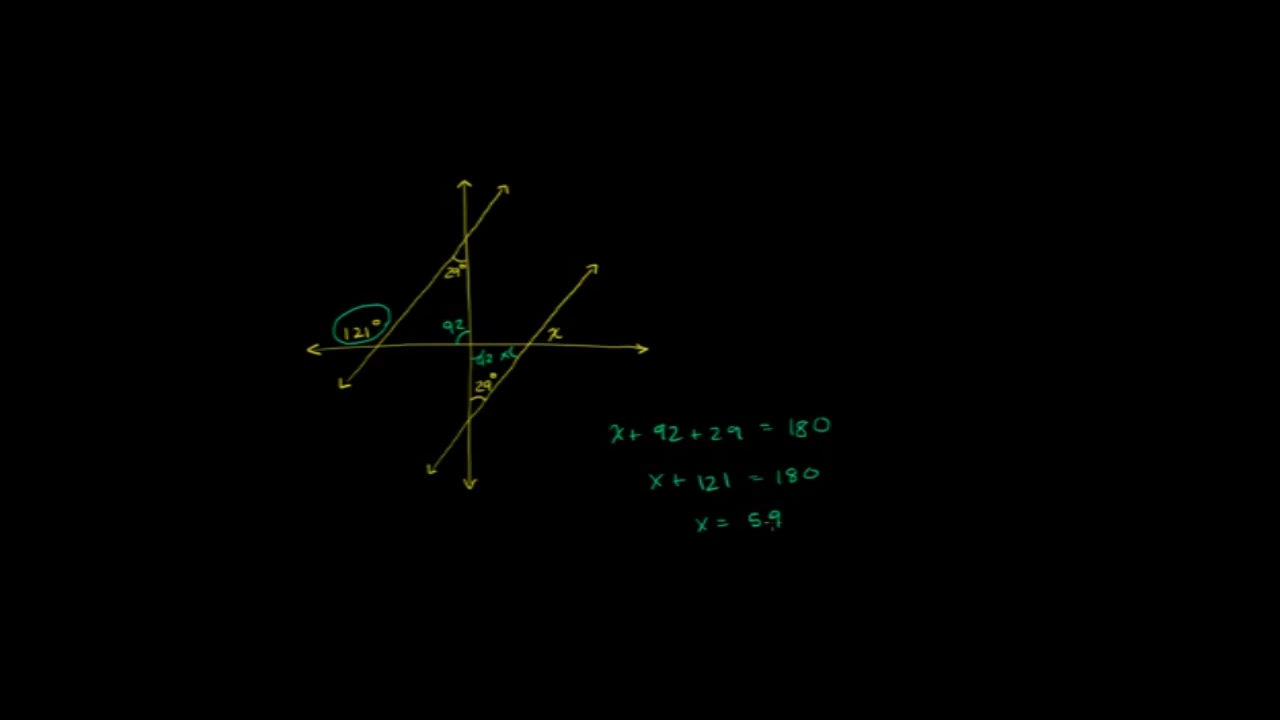 29°
121°
92
x
92 x
29°
x + 92 + 29 = 180
x + 121 = 180
x = 59